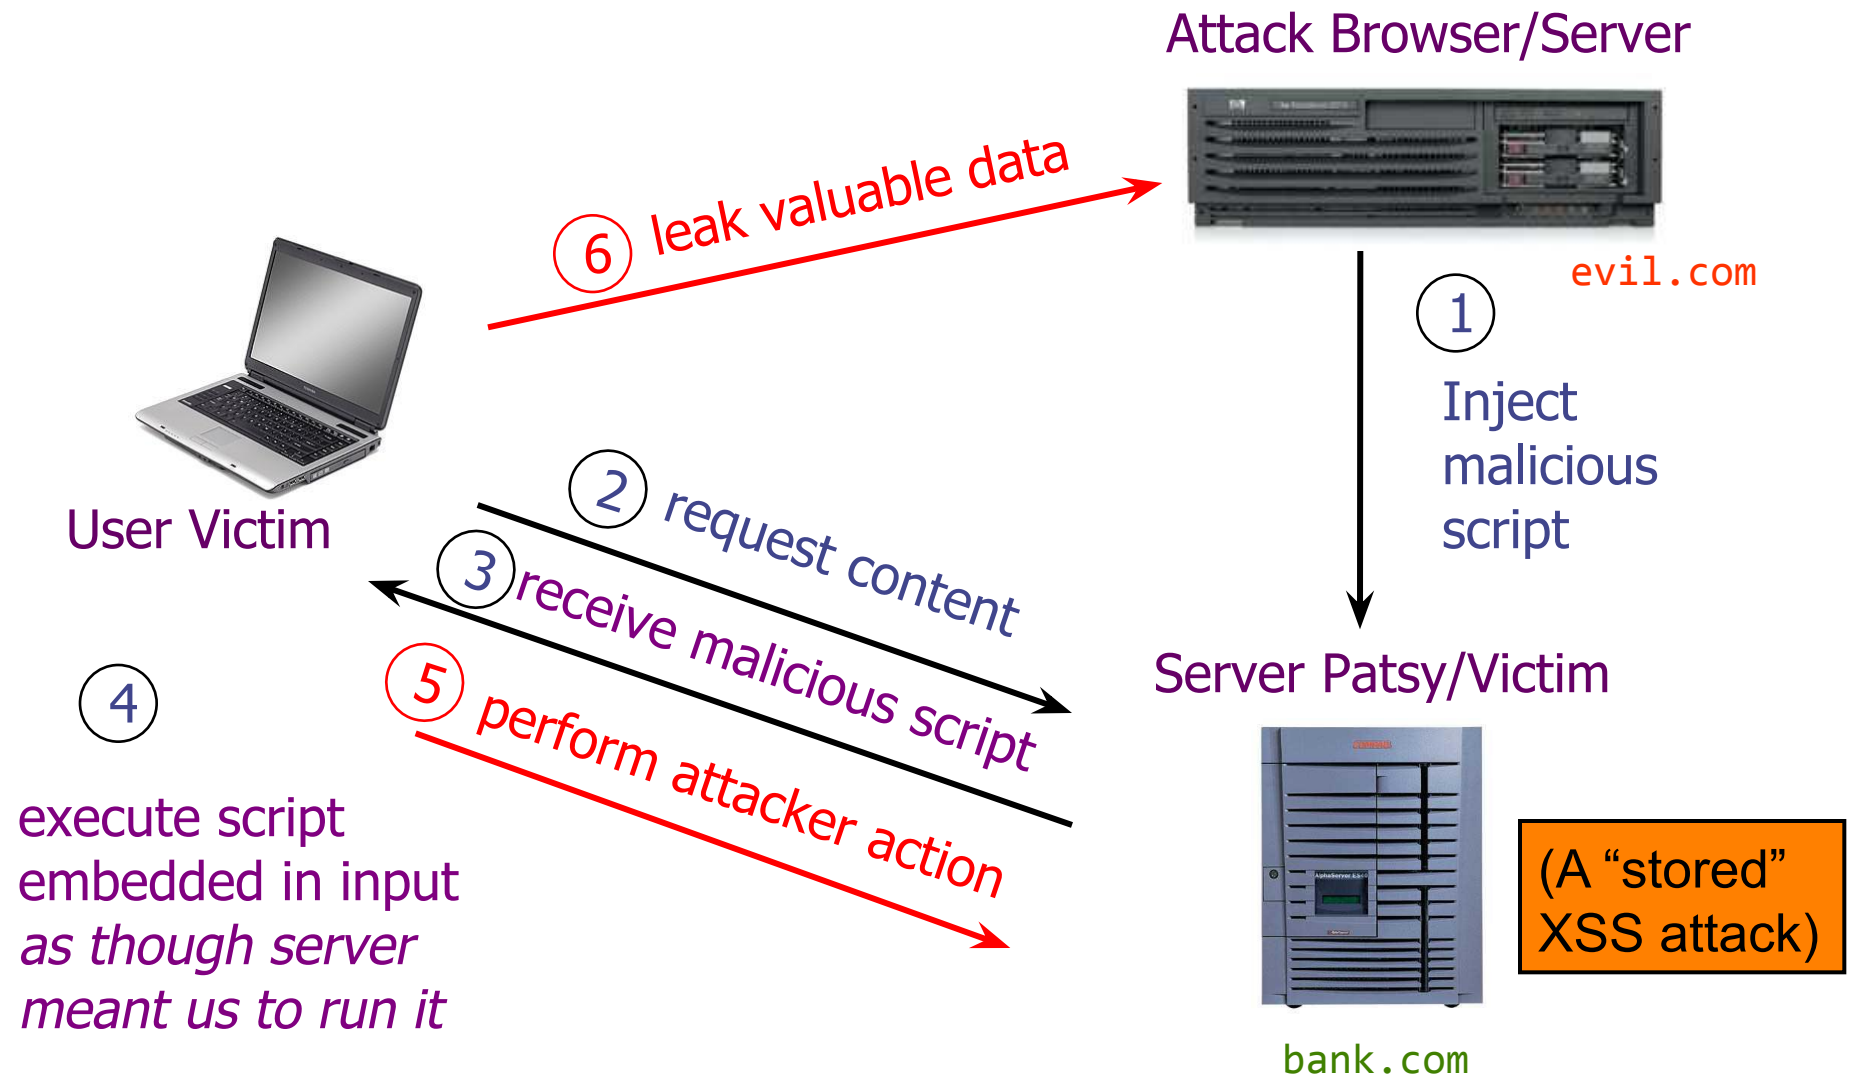 Attack Browser/Server
evil.com
6 leak valuable data
1
Inject
malicious
script
User Victim
2 request content
3 receive malicious script
5 perform attacker action
4
execute script
embedded in input
as though server
meant us to run it
Server Patsy/Victim
AlphaServer ES40
(A “stored”
XSS attack)
bank.com